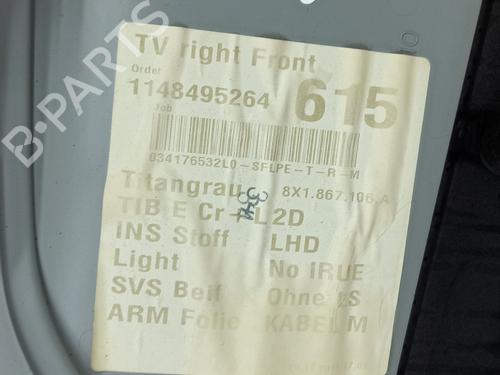 TV right Front
Order
1148495264 615
Job
034176532L0-SFLPE-T-R-M
Titangrau 8X1.867.106 A
TIB E Cr + L2D
INS Stoff LHD
Light No IRUE
SVS Beif Ohne LS
ARM Folie KABEL M